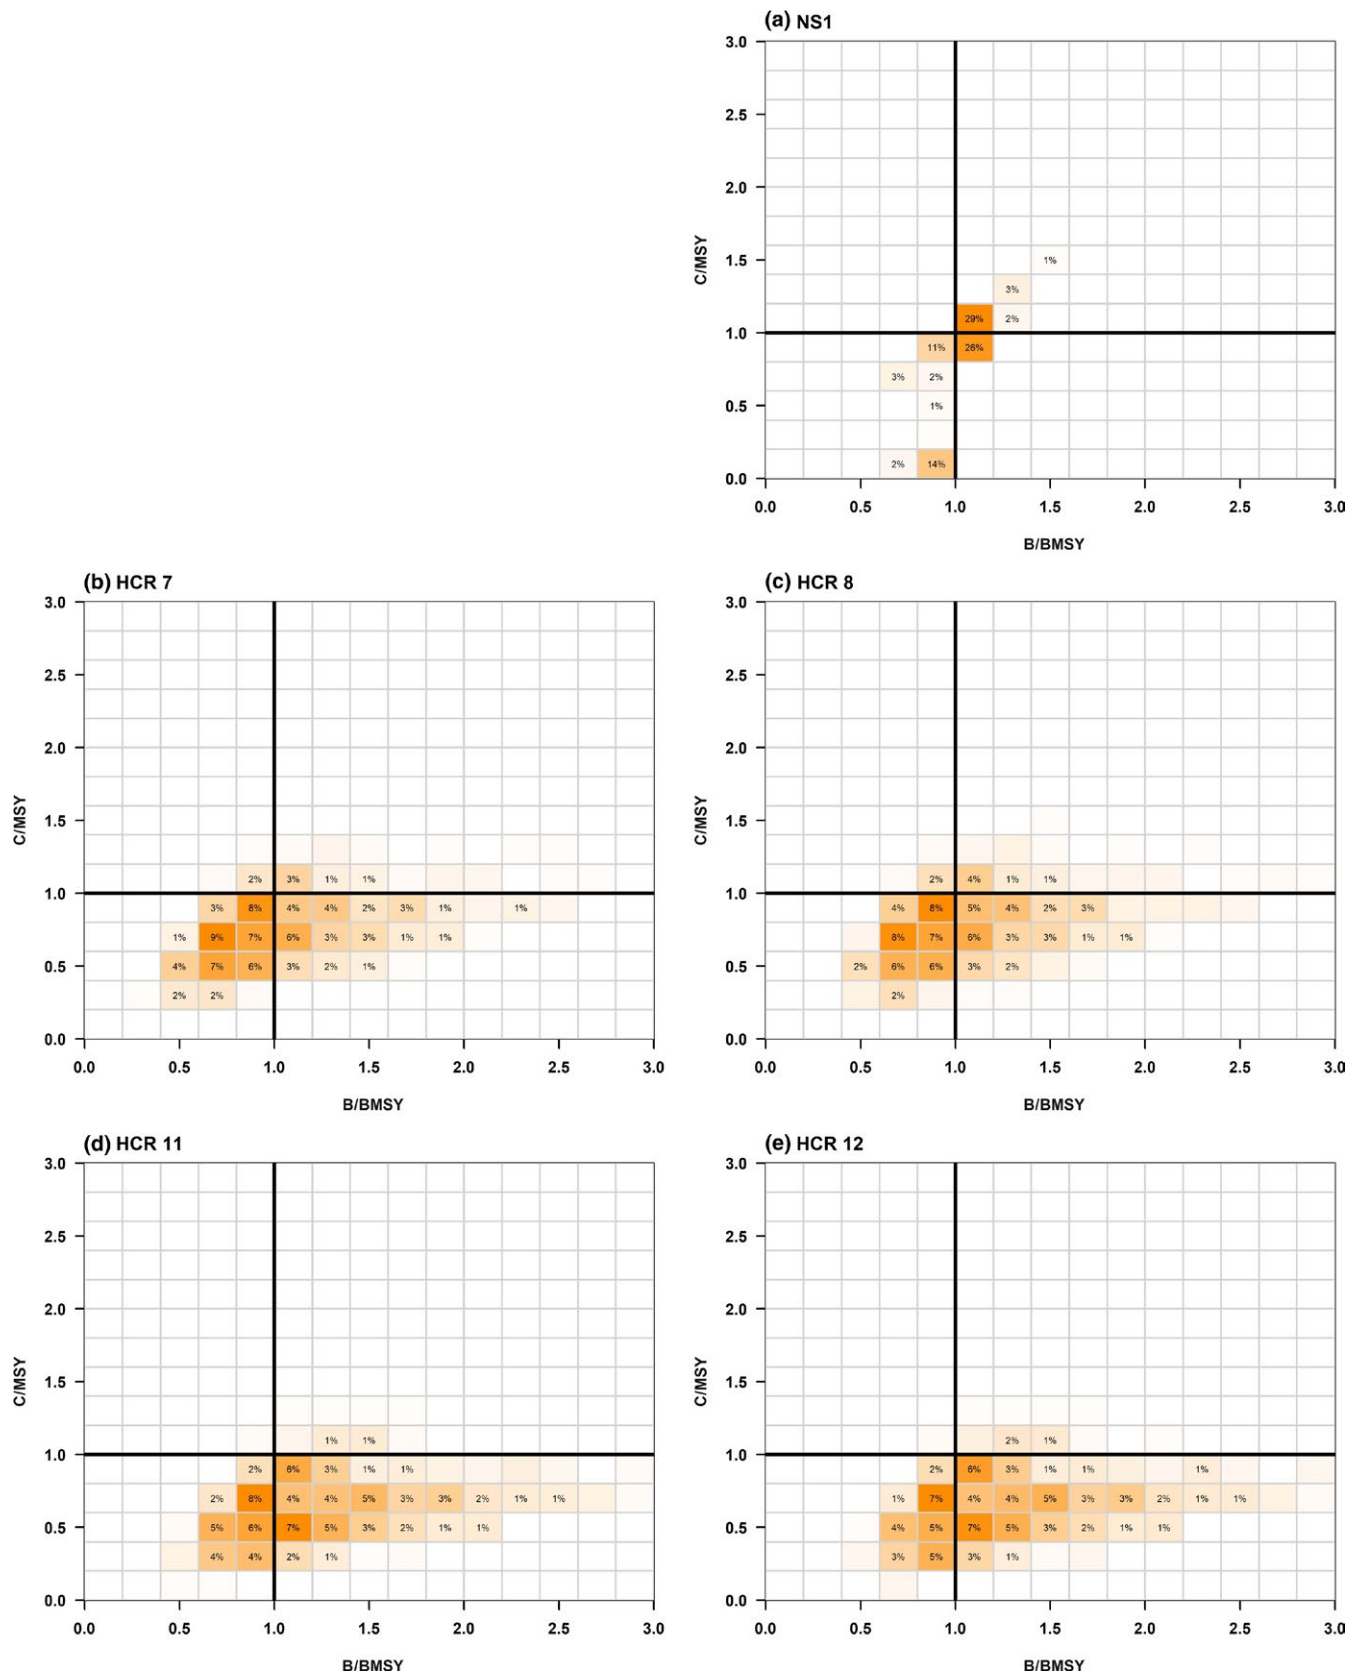 (a) NS1
3.0
2.5
2.0
C/MSY
1.5
1%
3%
29% 2%
1.0
11% 26%
3% 2%
0.5
1%
2% 14%
0.0
0.0 0.5 1.0 1.5 2.0 2.5 3.0
B/BMSY
(b) HCR 7
3.0
2.5
2.0
C/MSY
1.5
2% 3% 1% 1%
1.0
3% 8% 4% 4% 2% 3% 1% 1%
1% 9% 7% 6% 3% 3% 1% 1%
0.5
4% 7% 6% 3% 2% 1%
2% 2%
0.0
0.0 0.5 1.0 1.5 2.0 2.5 3.0
B/BMSY
(c) HCR 8
3.0
2.5
2.0
C/MSY
1.5
2% 4% 1% 1%
1.0
4% 8% 5% 4% 2% 3%
8% 7% 6% 3% 3% 1% 1%
0.5
2% 6% 6% 3% 2%
2%
0.0
0.0 0.5 1.0 1.5 2.0 2.5 3.0
B/BMSY
(d) HCR 11
3.0
2.5
2.0
C/MSY
1.5
1% 1%
1.0
2% 6% 3% 1% 1%
2% 8% 4% 4% 5% 3% 3% 2% 1% 1%
0.5
5% 6% 7% 5% 3% 2% 1% 1%
4% 4% 2% 1%
0.0
0.0 0.5 1.0 1.5 2.0 2.5 3.0
B/BMSY
(e) HCR 12
3.0
2.5
2.0
C/MSY
1.5
2% 1%
1.0
2% 6% 3% 1% 1% 1%
1% 7% 4% 4% 5% 3% 3% 2% 1% 1%
0.5
4% 5% 7% 5% 3% 2% 1% 1%
3% 5% 3% 1%
0.0
0.0 0.5 1.0 1.5 2.0 2.5 3.0
B/BMSY